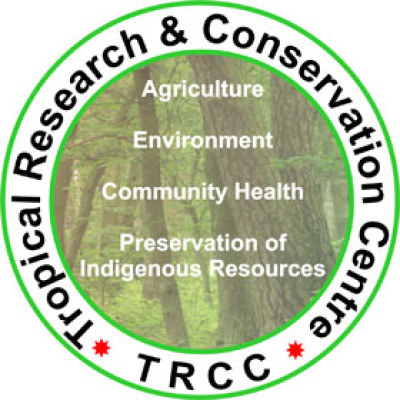 Tropical Research & Conservation Centre
Agriculture
Environment
Community Health
Preservation of
Indigenous Resources
TRCC